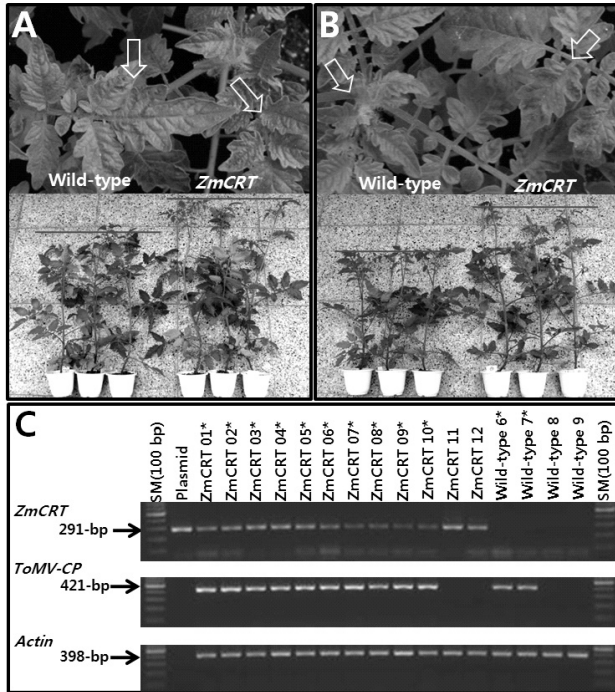 A
Wild-type
ZmCRT
B
Wild-type
ZmCRT
C
SM(100 bp)
Plasmid
ZmCRT 01*
ZmCRT 02*
ZmCRT 03*
ZmCRT 04*
ZmCRT 05*
ZmCRT 06*
ZmCRT 07*
ZmCRT 08*
ZmCRT 09*
ZmCRT 10*
ZmCRT 11
ZmCRT 12
Wild-type 6*
Wild-type 7*
Wild-type 8
Wild-type 9
SM(100 bp)
ZmCRT
291-bp
ToMV-CP
421-bp
Actin
398-bp